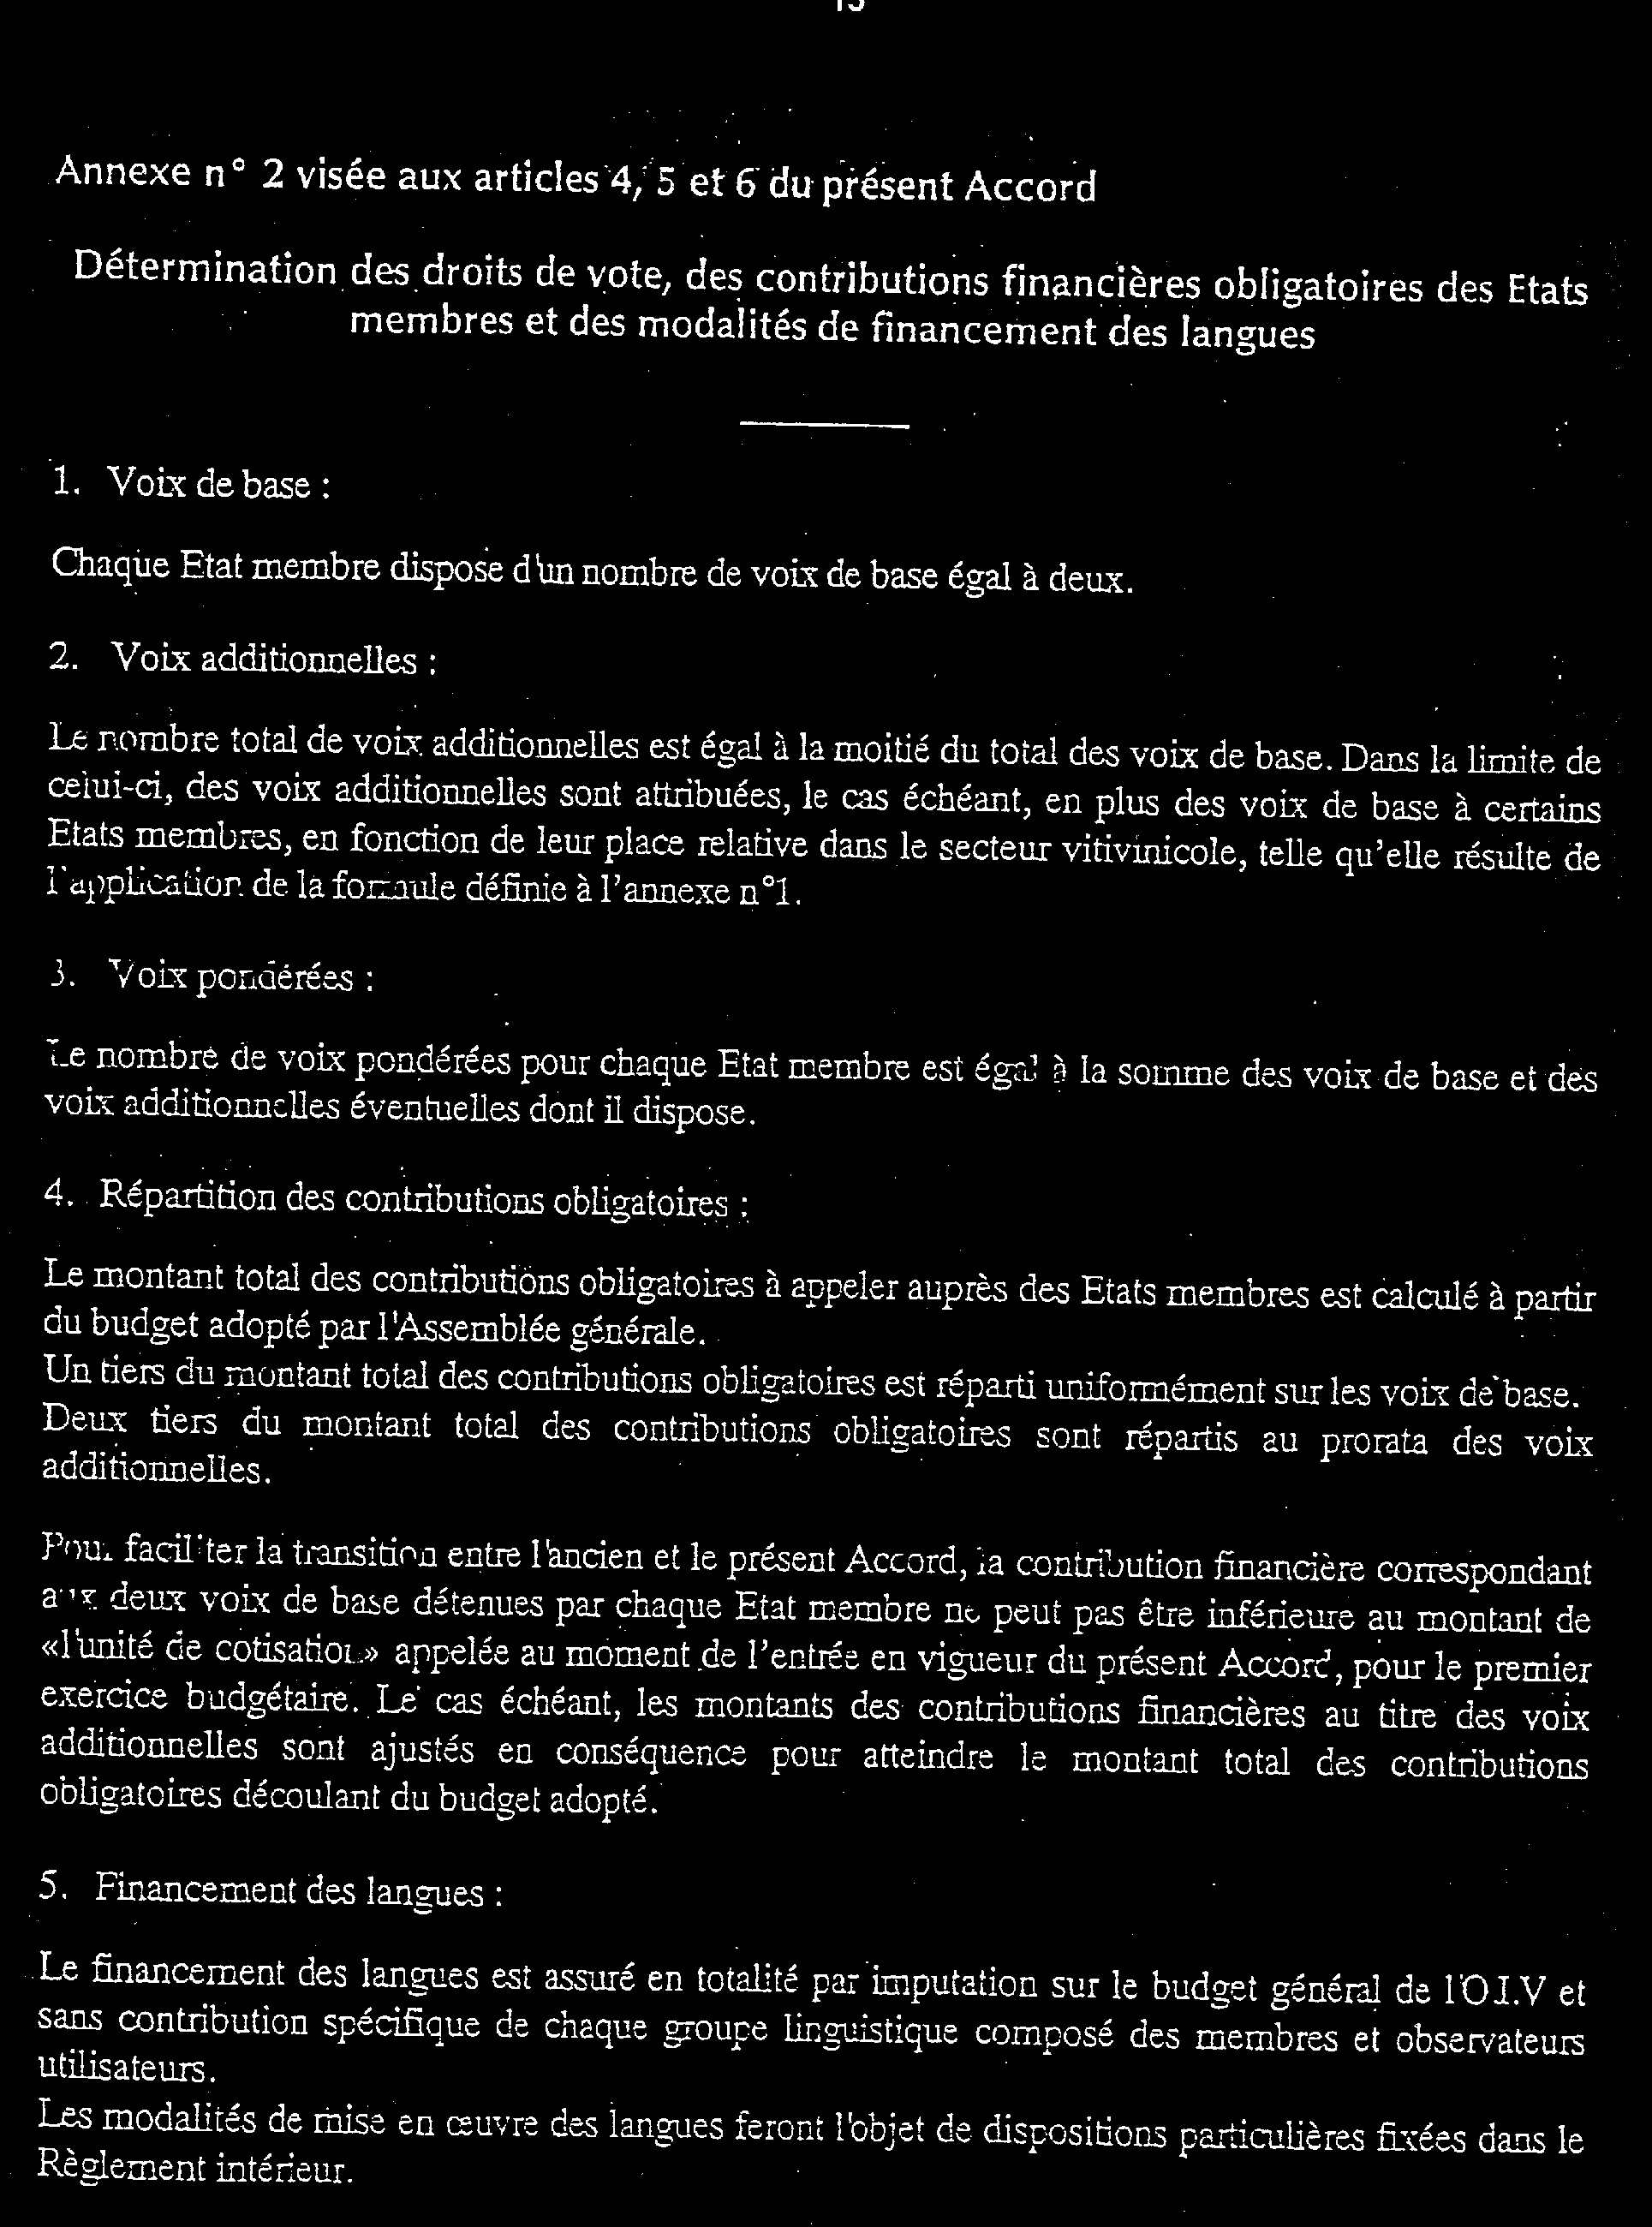 Annexe n° 2 visée aux articles 4, 5 et 6 du présent Accord
Détermination des droits de vote, des contributions financières obligatoires des Etats
membres et des modalités de financement des langues
1. Voix de base :
Chaque Etat membre dispose d'un nombre de voix de base égal à deux.
2. Voix additionnelles :
Le nombre total de voix additionnelles est égal à la moitié du total des voix de base. Dans la limite de
celui-ci, des voix additionnelles sont attribuées, le cas échéant, en plus des voix de base à certains
Etats membres, en fonction de leur place relative dans le secteur vitivinicole, telle qu'elle résulte de
l'application de la formule définie à l'annexe n°1.
3. Voix pondérées :
Le nombre de voix pondérées pour chaque Etat membre est égal à la somme des voix de base et des
voix additionnelles éventuelles dont il dispose.
4. Répartition des contributions obligatoires :
Le montant total des contributions obligatoires à appeler auprès des Etats membres est calculé à partir
du budget adopté par l'Assemblée générale.
Un tiers du montant total des contributions obligatoires est réparti uniformément sur les voix de base.
Deux tiers du montant total des contributions obligatoires sont répartis au prorata des voix
additionnelles.
Pour faciliter la transition entre l'ancien et le présent Accord, la contribution financière correspondant
aux deux voix de base détenues par chaque Etat membre ne peut pas être inférieure au montant de
«l'unité de cotisation» appelée au moment de l'entrée en vigueur du présent Accord, pour le premier
exercice budgétaire. Le cas échéant, les montants des contributions financières au titre des voix
additionnelles sont ajustés en conséquence pour atteindre le montant total des contributions
obligatoires découlant du budget adopté.
5. Financement des langues :
Le financement des langues est assuré en totalité par imputation sur le budget général de l'O.I.V et
sans contribution spécifique de chaque groupe linguistique composé des membres et observateurs
utilisateurs.
Les modalités de mise en œuvre des langues feront l'objet de dispositions particulières fixées dans le
Règlement intérieur.